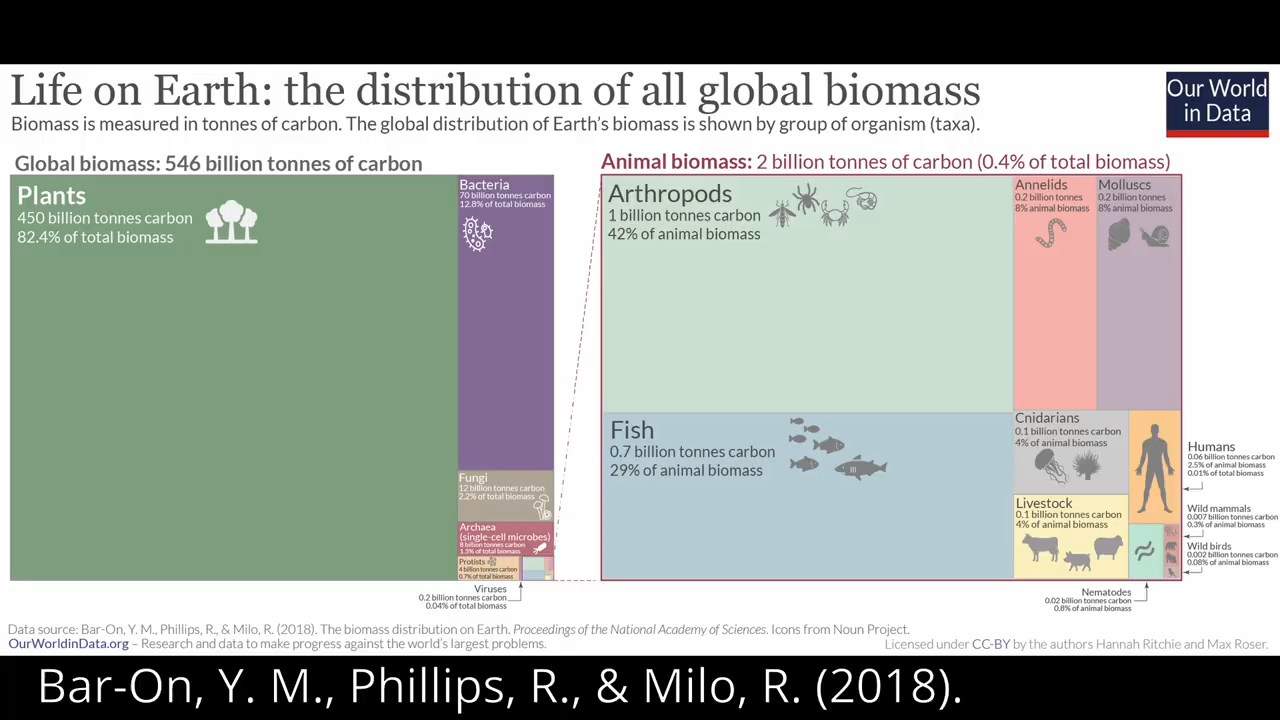 Life on Earth: the distribution of all global biomass
Our World
in Data
Biomass is measured in tonnes of carbon. The global distribution of Earth's biomass is shown by group of organism (taxa).
Global biomass: 546 billion tonnes of carbon
Plants
450 billion tonnes carbon
82.4% of total biomass
Bacteria
70 billion tonnes carbon
12.8% of total biomass
Fungi
12 billion tonnes carbon
2.2% of total biomass
Archaea
(single-cell microbes)
8 billion tonnes carbon
1.5% of total biomass
Protists
4 billion tonnes carbon
0.7% of total biomass
Viruses
0.2 billion tonnes carbon
0.04% of total biomass
Animal biomass: 2 billion tonnes of carbon (0.4% of total biomass)
Arthropods
1 billion tonnes carbon
42% of animal biomass
Annelids
0.2 billion tonnes
8% animal biomass
Molluscs
0.2 billion tonnes
8% animal biomass
Fish
0.7 billion tonnes carbon
29% of animal biomass
Cnidarians
0.1 billion tonnes carbon
4% of animal biomass
Livestock
0.1 billion tonnes carbon
4% of animal biomass
Humans
0.06 billion tonnes carbon
2.5% of animal biomass
0.01% of total biomass
Wild mammals
0.007 billion tonnes carbon
0.3% of animal biomass
Wild birds
0.002 billion tonnes carbon
0.08% of animal biomass
Nematodes
0.02 billion tonnes carbon
0.8% of animal biomass
Data source: Bar-On, Y. M., Phillips, R., & Milo, R. (2018). The biomass distribution on Earth. Proceedings of the National Academy of Sciences. Icons from Noun Project.
OurWorldinData.org – Research and data to make progress against the world's largest problems.
Licensed under CC-BY by the authors Hannah Ritchie and Max Roser.
Bar-On, Y. M., Phillips, R., & Milo, R. (2018).